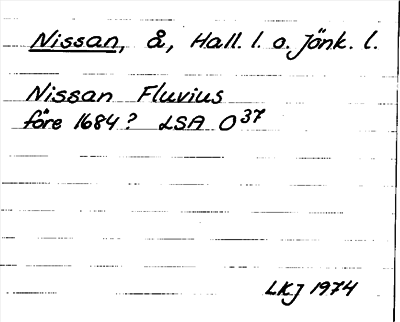 Nissan, å, Hall. l. o. Jönk. l.
Nissan Fluvius
före 1684? LSA O37
LKJ 1974